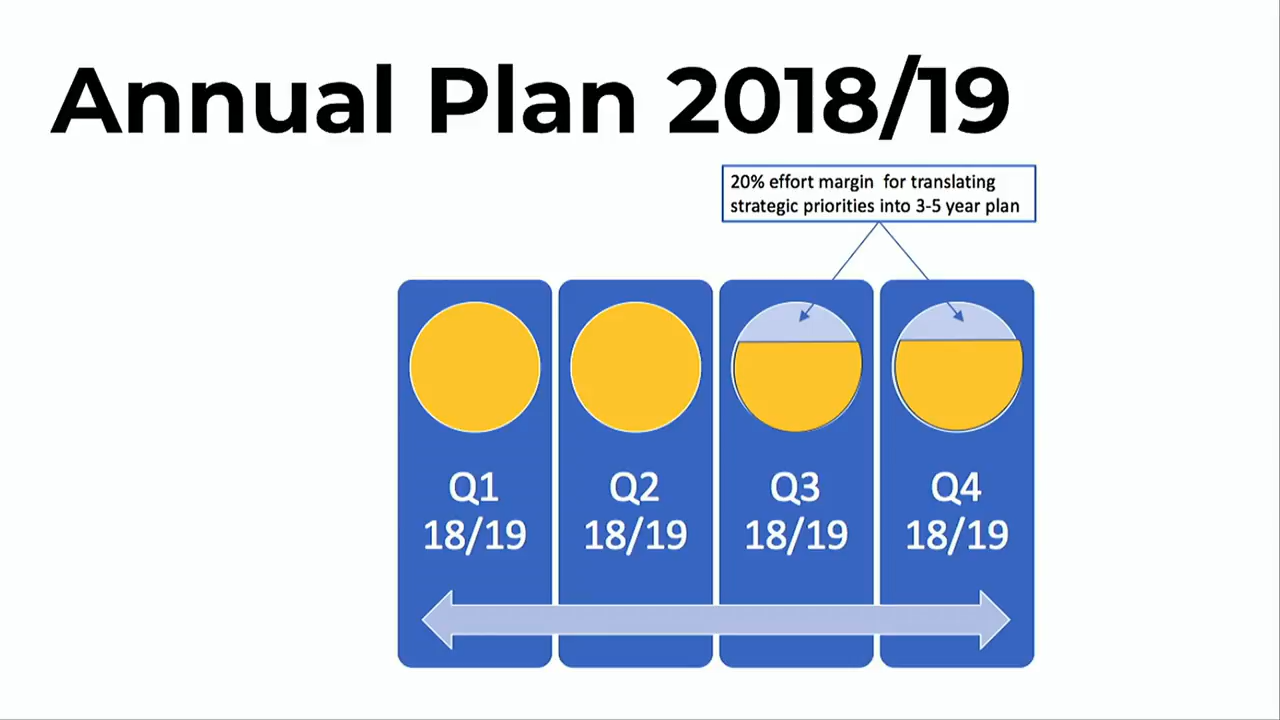 Annual Plan 2018/19
20% effort margin  for translating
strategic priorities into 3-5 year plan
Q1
18/19
Q2
18/19
Q3
18/19
Q4
18/19